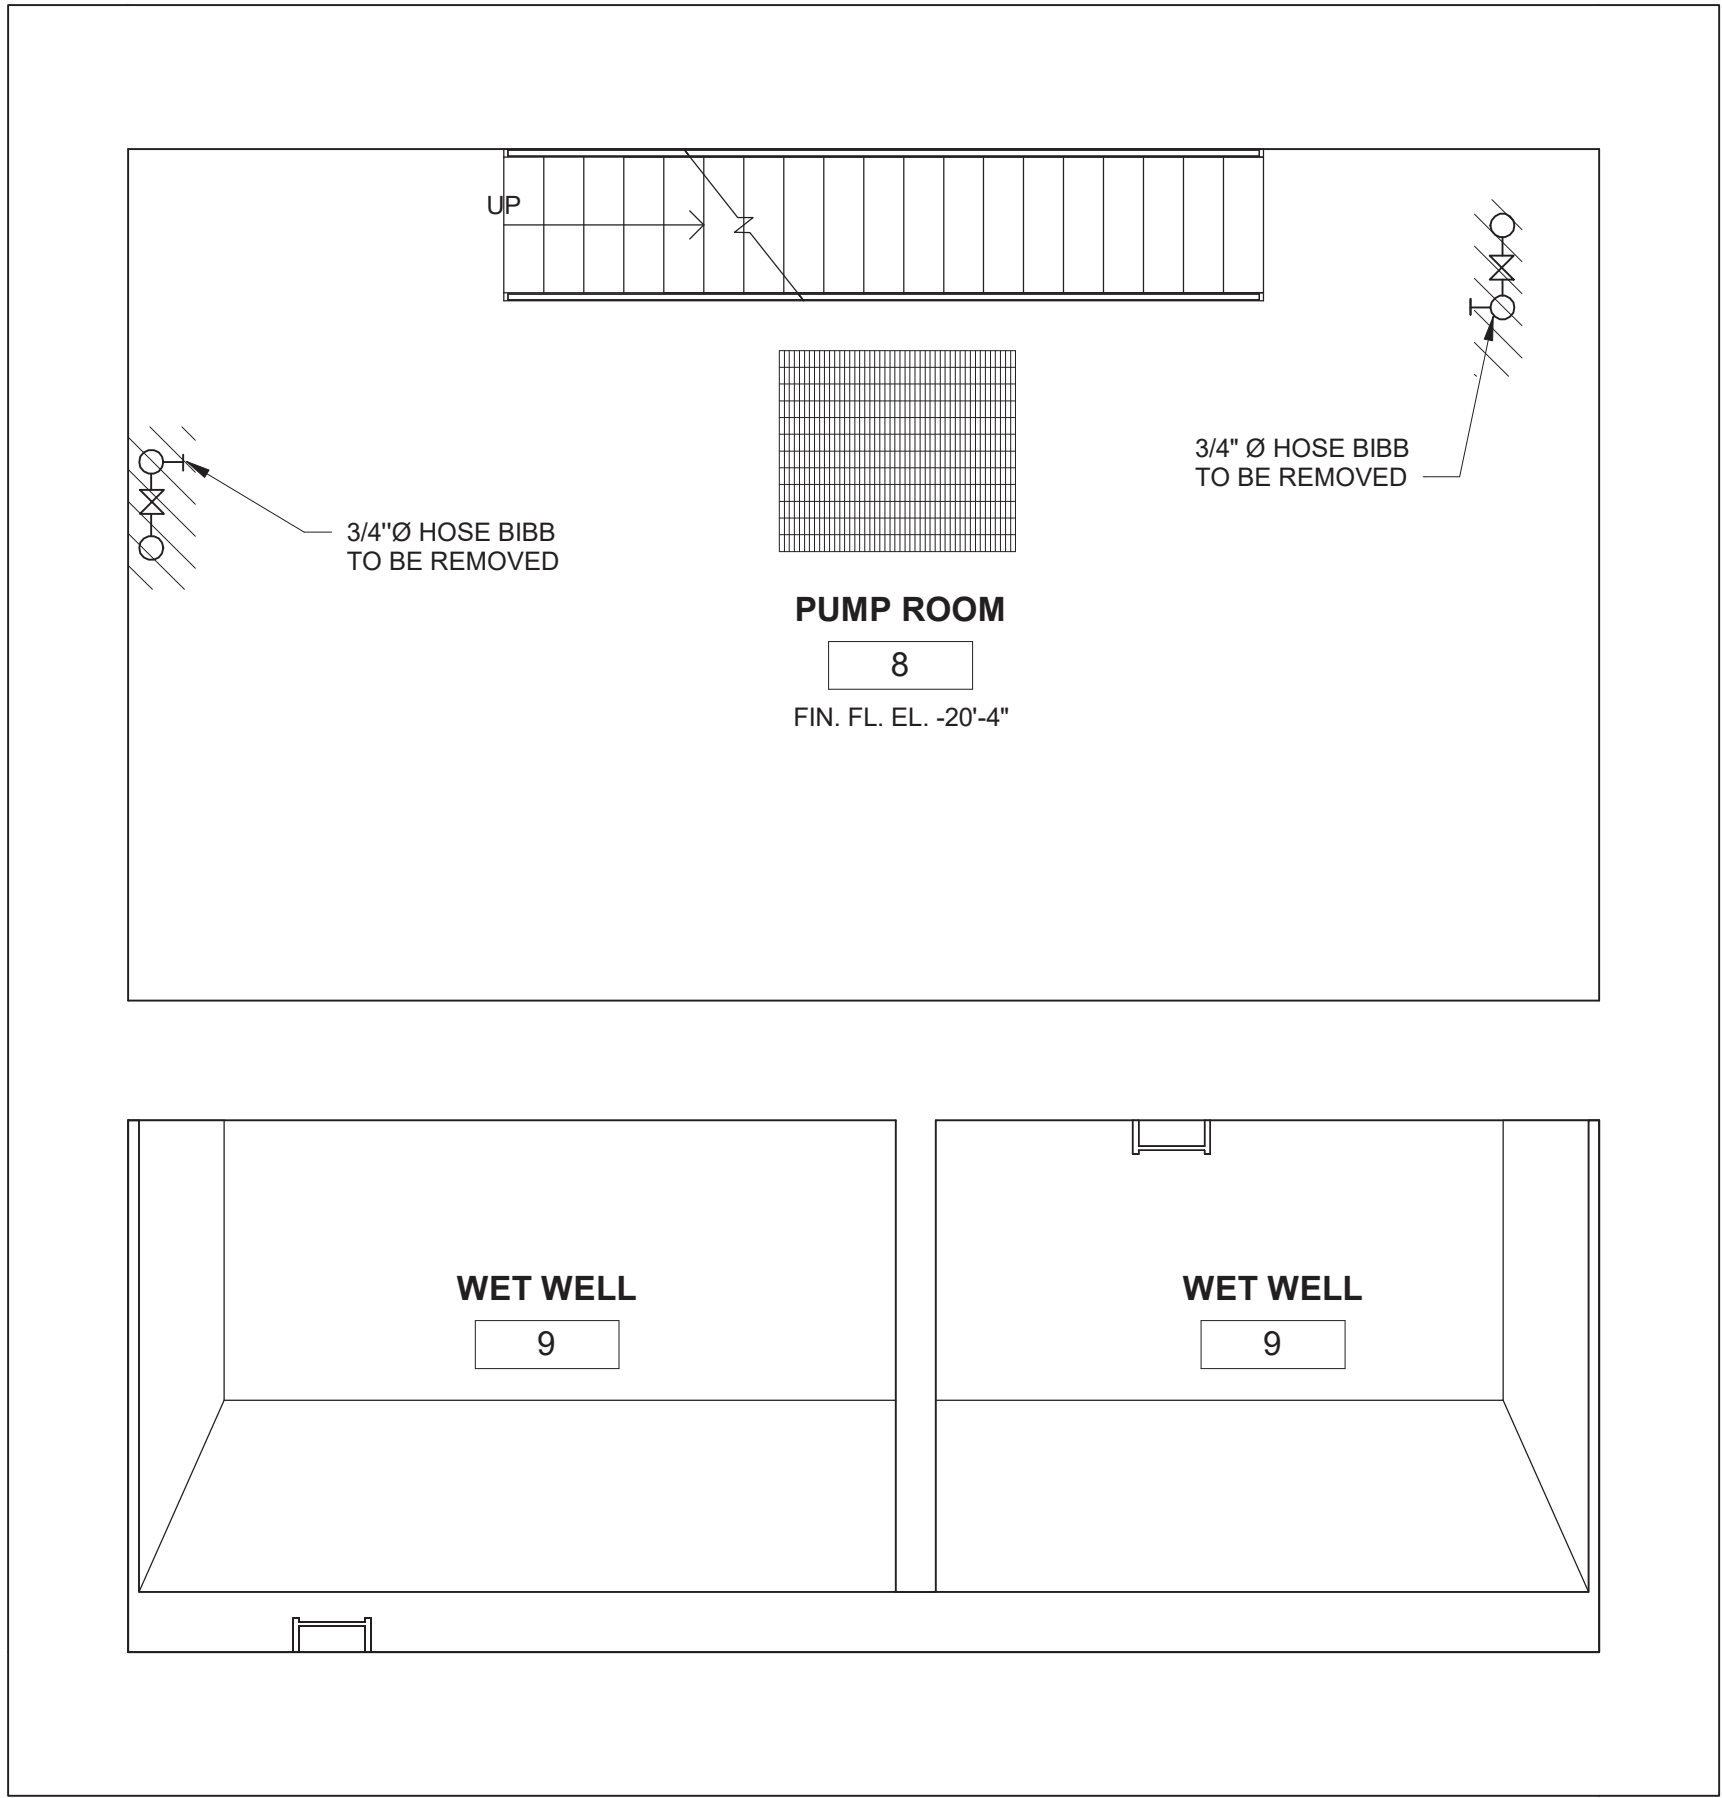 UP
3/4" Ø HOSE BIBB
TO BE REMOVED
3/4"Ø HOSE BIBB
TO BE REMOVED
PUMP ROOM
8
FIN. FL. EL. -20'-4"
WET WELL
9
WET WELL
9